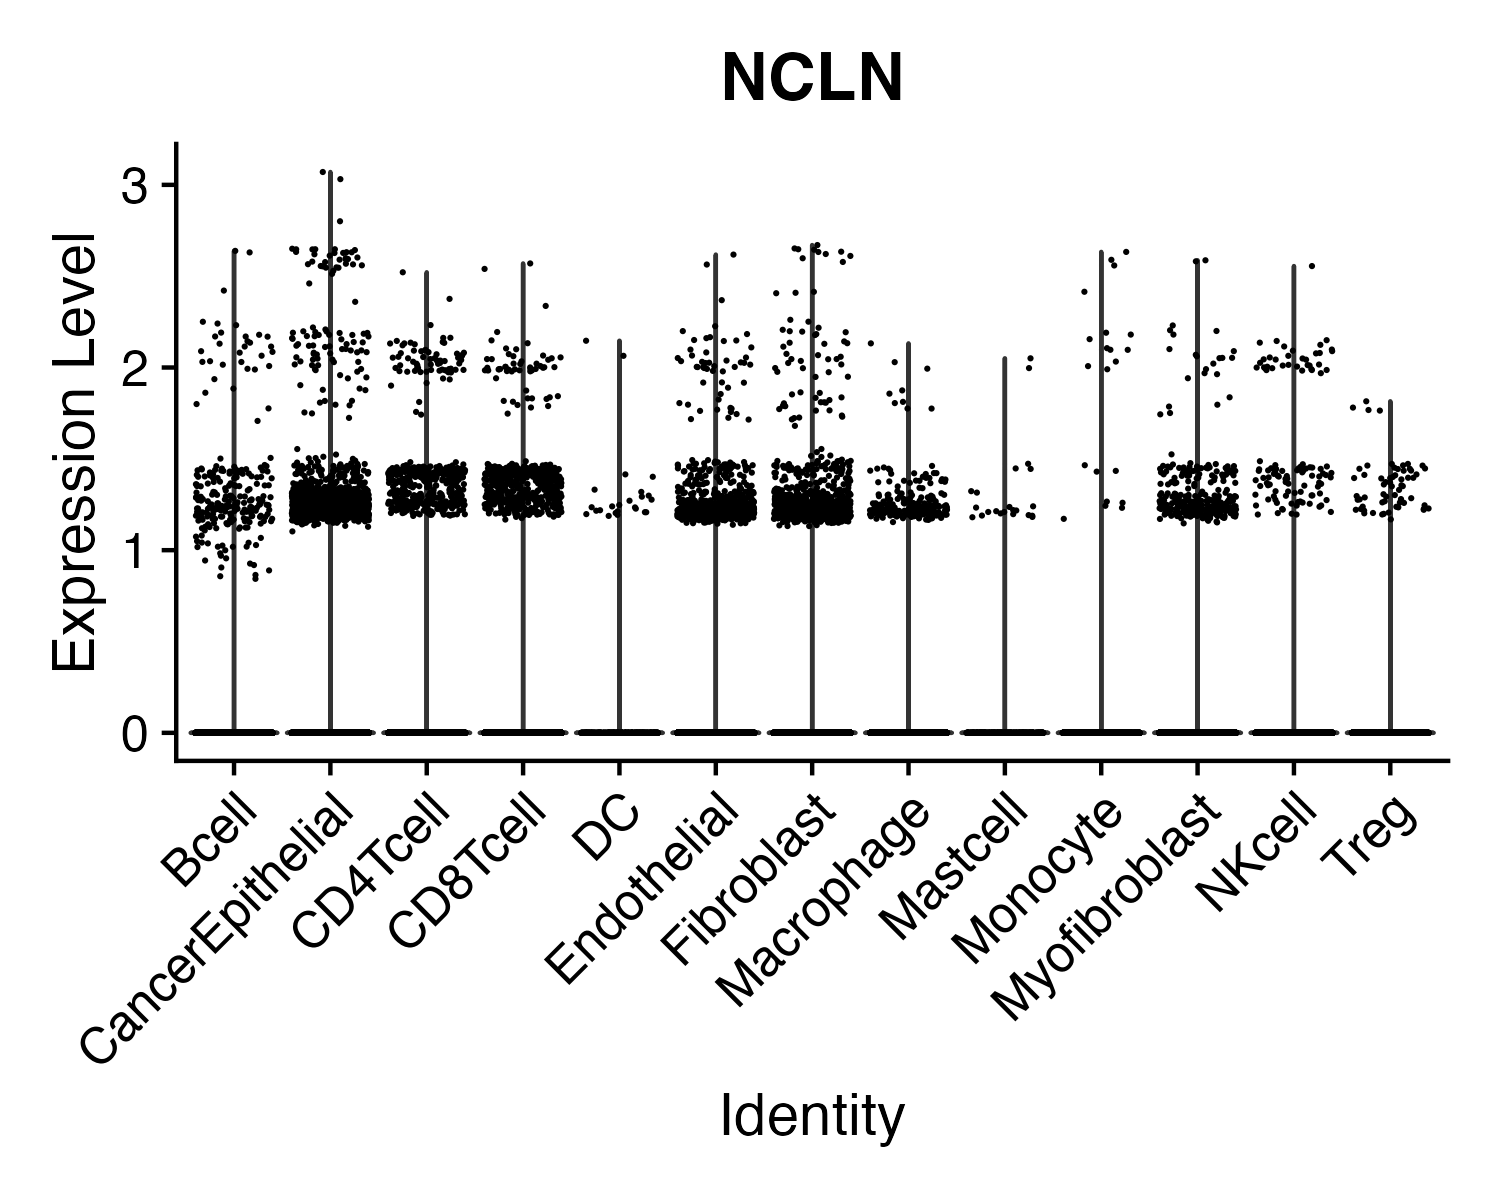 NCLN
Expression Level
3
2
1
0
Bcell
CancerEpithelial
CD4Tcell
CD8Tcell
DC
Endothelial
Fibroblast
Macrophage
Mastcell
Monocyte
Myofibroblast
NKcell
Treg
Identity